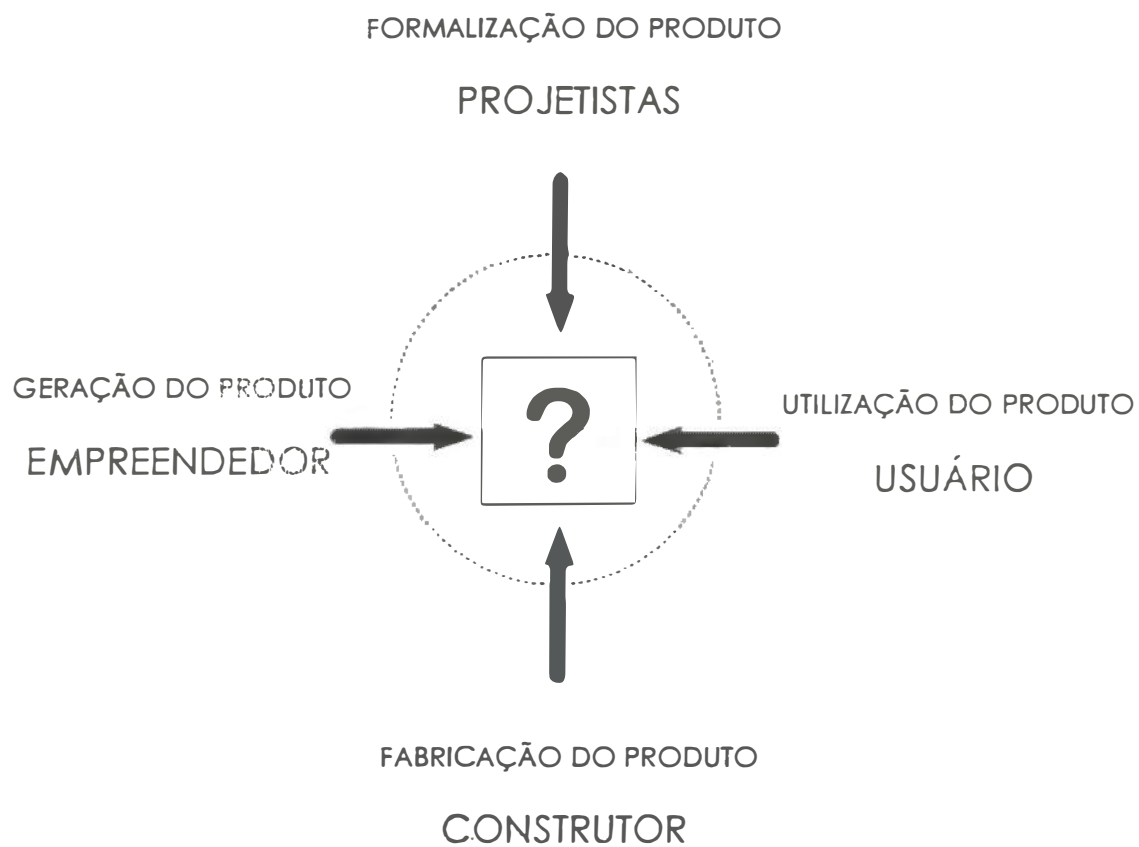 FORMALIZAÇÃO DO PRODUTO
PROJETISTAS
GERAÇÃO DO PRODUTO
EMPREENDEDOR
?
UTILIZAÇÃO DO PRODUTO
USUÁRIO
FABRICAÇÃO DO PRODUTO
CONSTRUTOR